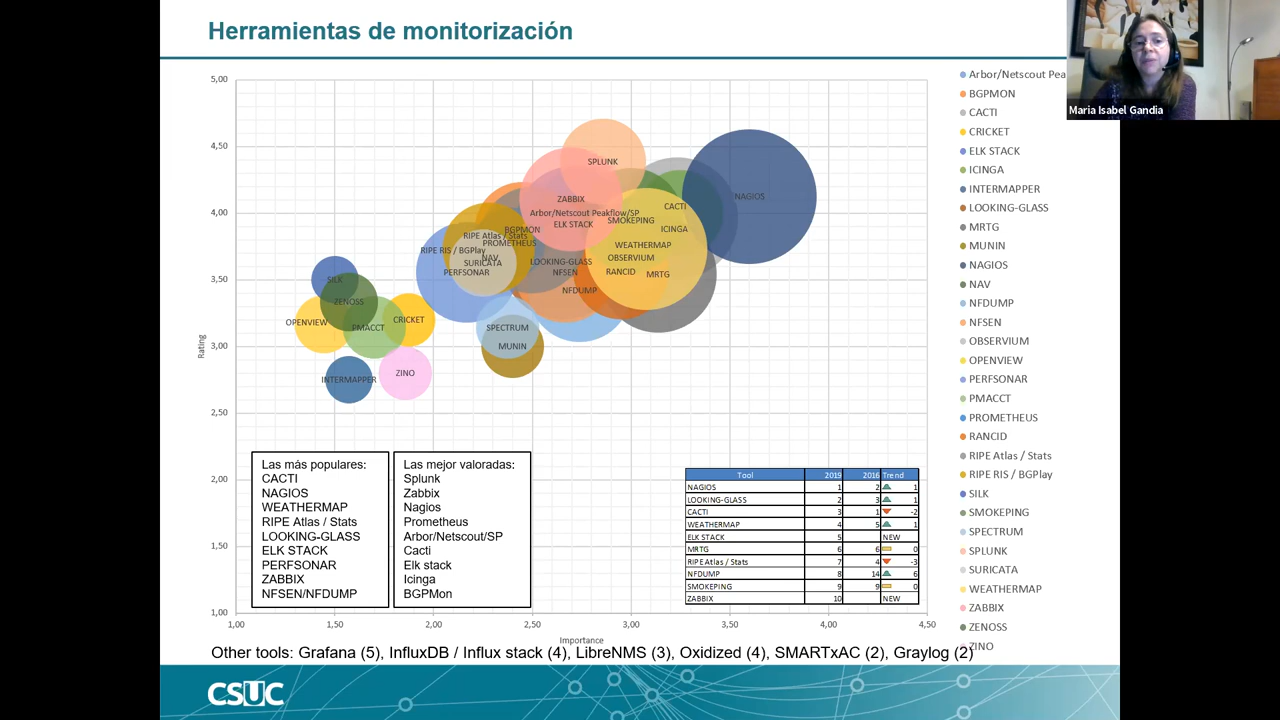 Herramientas de monitorización
Maria Isabel Gandia
5,00
4,50
4,00
3,50
3,00
2,50
2,00
1,50
1,00
Rating
1,00
1,50
2,00
2,50
3,00
3,50
4,00
4,50
Importance
SPLUNK
NAGIOS
ZABBIX
CACTI
Arbor/Netscout Peakflow/SP
SMOKEPING
ELK STACK
BGPMON
ICINGA
RIPE Atlas / Stats
PROMETHEUS
WEATHERMAP
RIPE RIS / BGPlay
NAV
OBSERVIUM
SURICATA
LOOKING-GLASS
PERFSONAR
NFSEN
RANCID
MRTG
NFDUMP
SILK
ZENOSS
OPENVIEW
PMACCT
CRICKET
SPECTRUM
MUNIN
INTERMAPPER
ZINO
Arbor/Netscout Pea
BGPMON
CACTI
CRICKET
ELK STACK
ICINGA
INTERMAPPER
LOOKING-GLASS
MRTG
MUNIN
NAGIOS
NAV
NFDUMP
NFSEN
OBSERVIUM
OPENVIEW
PERFSONAR
PMACCT
PROMETHEUS
RANCID
RIPE Atlas / Stats
RIPE RIS / BGPlay
SILK
SMOKEPING
SPECTRUM
SPLUNK
SURICATA
WEATHERMAP
ZABBIX
ZENOSS
ZINO
Las más populares:
CACTI
NAGIOS
WEATHERMAP
RIPE Atlas / Stats
LOOKING-GLASS
ELK STACK
PERFSONAR
ZABBIX
NFSEN/NFDUMP
Las mejor valoradas:
Splunk
Zabbix
Nagios
Prometheus
Arbor/Netscout/SP
Cacti
Elk stack
Icinga
BGPMon
Tool 2019 2016 Trend
NAGIOS 1 2 1
LOOKING-GLASS 2 3 1
CACTI 3 1 -2
WEATHERMAP 4 5 1
ELK STACK 5 NEW
MRTG 6 6 0
RIPE Atlas / Stats 7 4 -3
NFDUMP 8 14 6
SMOKEPING 9 9 0
ZABBIX 10 NEW
Other tools: Grafana (5), InfluxDB / Influx stack (4), LibreNMS (3), Oxidized (4), SMARTxAC (2), Graylog (2)
CSUC